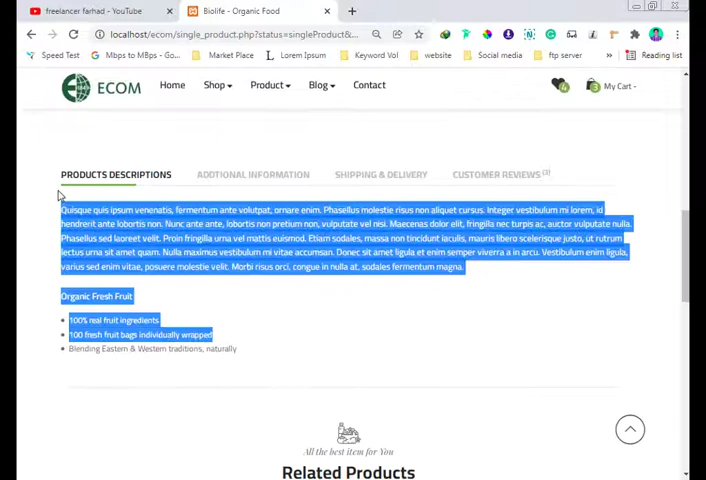 freelancer farhad - YouTube
Biolife - Organic Food
localhost/ecom/single_product.php?status=singleProduct&...
Speed Test
Mbps to MBps - Go...
Market Place
Lorem Ipsum
Keyword Vol
website
Social media
ftp server
Reading list
ECOM
Home
Shop
Product
Blog
Contact
4
3
My Cart -
PRODUCTS DESCRIPTIONS
ADDTIONAL INFORMATION
SHIPPING & DELIVERY
CUSTOMER REVIEWS (3)
Quisque quis ipsum venenatis, fermentum ante volutpat, ornare enim. Phasellus molestie risus non aliquet cursus. Integer vestibulum mi lorem, id
hendrerit ante lobortis non. Nunc ante ante, lobortis non pretium non, vulputate vel nisi. Maecenas dolor elit, fringilla nec turpis ac, auctor vulputate nulla.
Phasellus sed laoreet velit. Proin fringilla urna vel mattis euismod. Etiam sodales, massa non tincidunt iaculis, mauris libero scelerisque justo, ut rutrum
lectus urna sit amet quam. Nulla maximus vestibulum mi vitae accumsan. Donec sit amet ligula et enim semper viverra a in arcu. Vestibulum enim ligula,
varius sed enim vitae, posuere molestie velit. Morbi risus orci, congue in nulla at, sodales fermentum magna.
Organic Fresh Fruit
100% real fruit ingredients
100 fresh fruit bags individually wrapped
Blending Eastern & Western traditions, naturally
All the best item for You
Related Products